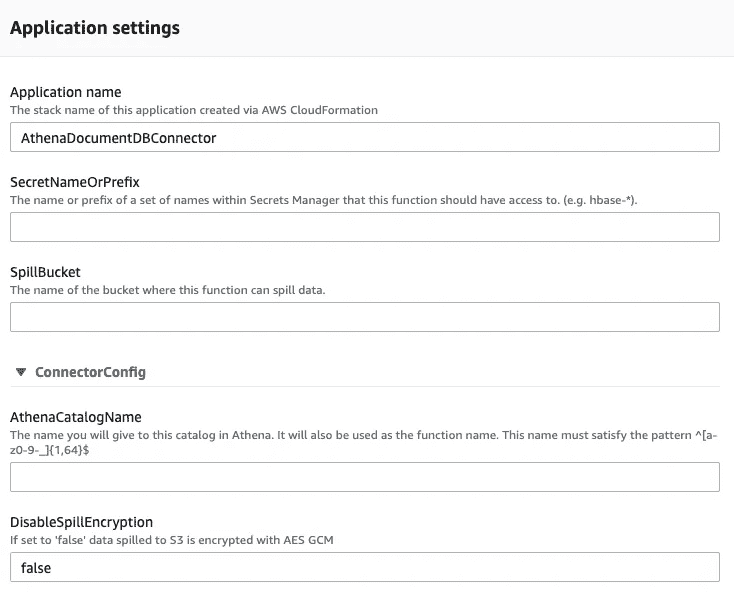 Application settings
Application name
The stack name of this application created via AWS CloudFormation
AthenaDocumentDBConnector
SecretNameOrPrefix
The name or prefix of a set of names within Secrets Manager that this function should have access to. (e.g. hbase-*).
SpillBucket
The name of the bucket where this function can spill data.
ConnectorConfig
AthenaCatalogName
The name you will give to this catalog in Athena. It will also be used as the function name. This name must satisfy the pattern ^[a-
z0-9-_]{1,64}$
DisableSpillEncryption
If set to 'false' data spilled to S3 is encrypted with AES GCM
false